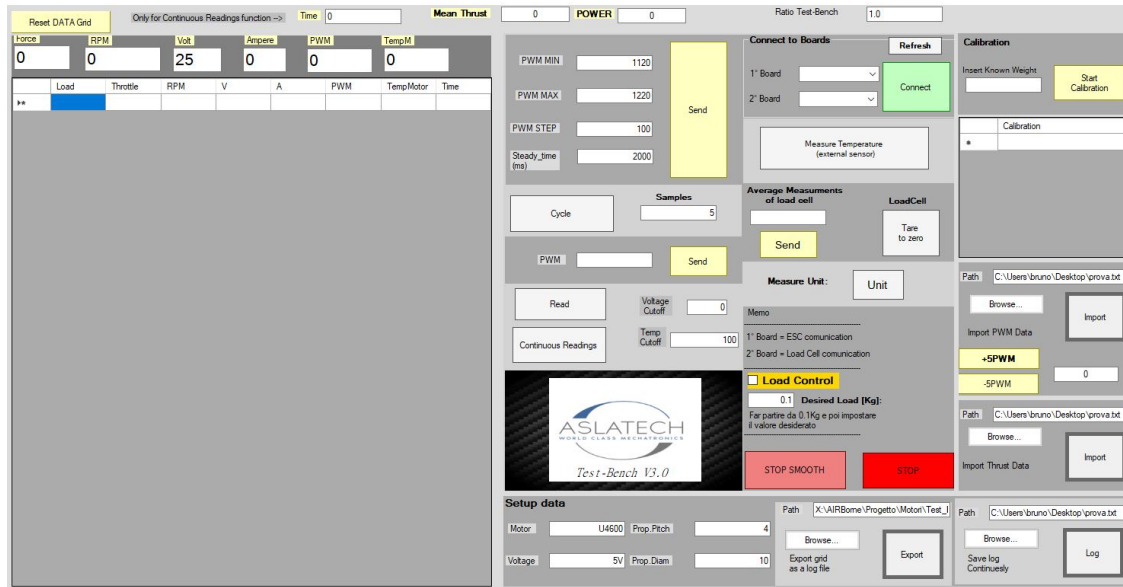 Reset DATA Grid
Only for Continuous Readings function -->
Time
0
Mean Thrust
0
POWER
0
Ratio Test-Bench
1.0
Force
RPM
Volt
Ampere
PWM
TempM
0
0
25
0
0
0
Load
Throttle
RPM
V
A
PWM
TempMotor
Time
PWM MIN
1120
PWM MAX
1220
PWM STEP
100
Steady_time
(ms)
2000
Send
Cycle
Samples
5
PWM
Send
Read
Voltage
Cutoff
0
Continuous Readings
Temp
Cutoff
100
ASLATECH
WORLD CLASS MECHATRONICS
Test-Bench V3.0
Connect to Boards
Refresh
1° Board
2° Board
Connect
Measure Temperature
(external sensor)
Average Measurments
of load cell
Send
LoadCell
Tare
to zero
Measure Unit:
Unit
Memo
1° Board = ESC comunication
2° Board = Load Cell comunication
Load Control
0.1
Desired Load [Kg]:
Far partire da 0.1Kg e poi impostare
il valore desiderato
STOP SMOOTH
STOP
Calibration
Insert Known Weight
Start
Calibration
Calibration
Path
C:\Users\bruno\Desktop\prova.txt
Browse...
Import PWM Data
Import
+5PWM
-5PWM
0
Path
C:\Users\bruno\Desktop\prova.txt
Browse...
Import Thrust Data
Import
Setup data
Motor
U4600
Prop.Pitch
4
Voltage
5V
Prop.Diam
10
Path
X:\AIRBorne\Progetto\Motori\Test_
Browse...
Export grid
as a log file
Export
Path
C:\Users\bruno\Desktop\prova.txt
Browse...
Save log
Continuesly
Log